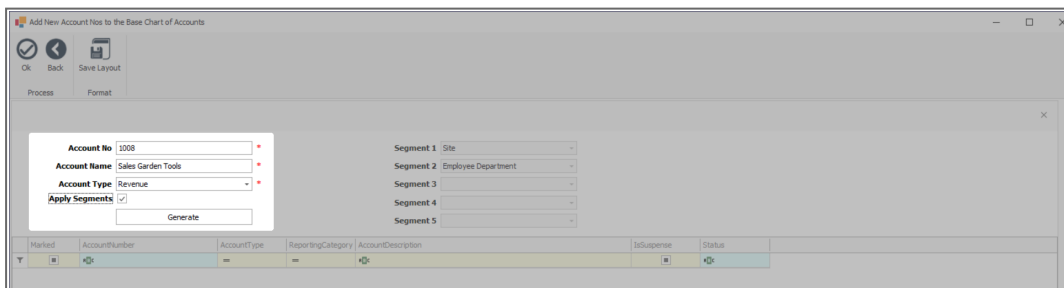 Add New Account Nos to the Base Chart of Accounts
Ok Back Save Layout
Process Format
Account No 1008 * Segment 1 Site
Account Name Sales Garden Tools * Segment 2 Employee Department
Account Type Revenue * Segment 3
Apply Segments Segment 4
Generate Segment 5
Marked AccountNumber AccountType ReportingCategory AccountDescription IsSuspense Status
= =